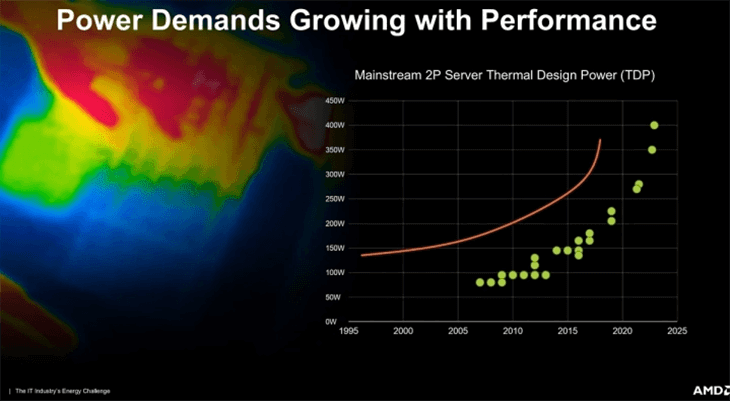 Power Demands Growing with Performance
Mainstream 2P Server Thermal Design Power (TDP)
450W
400W
350W
300W
250W
200W
150W
100W
50W
0W
1995 2000 2005 2010 2015 2020 2025
| The IT Industry's Energy Challenge
AMD